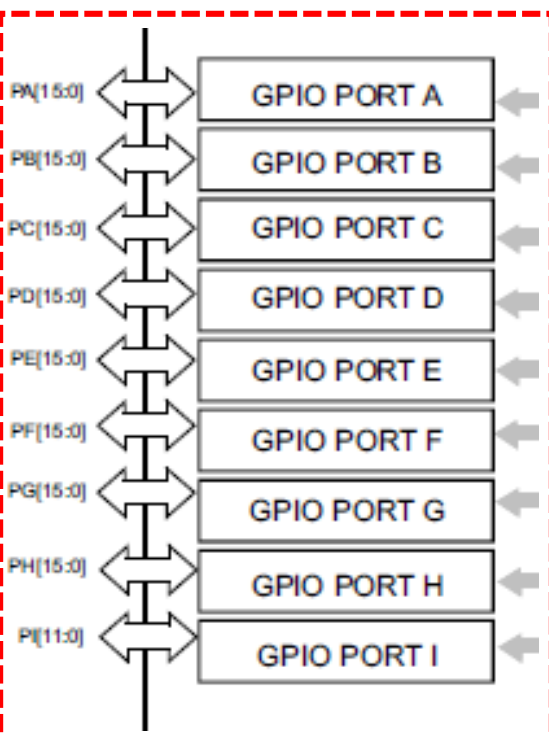 PA[15:0] GPIO PORT A
PB[15:0] GPIO PORT B
PC[15:0] GPIO PORT C
PD[15:0] GPIO PORT D
PE[15:0] GPIO PORT E
PF[15:0] GPIO PORT F
PG[15:0] GPIO PORT G
PH[15:0] GPIO PORT H
PI[11:0] GPIO PORT I